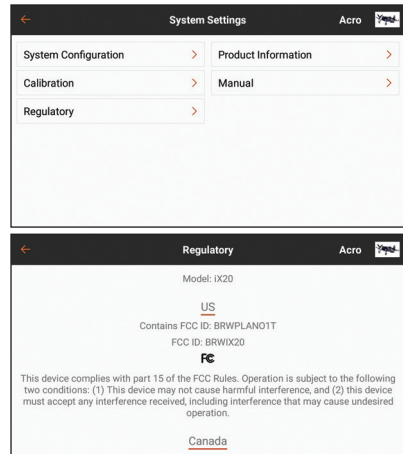 System Settings
Acro
System Configuration
Product Information
Calibration
Manual
Regulatory
Regulatory
Acro
Model: iX20
US
Contains FCC ID: BRWPLANO1T
FCC ID: BRWIX20
FC
This device complies with part 15 of the FCC Rules. Operation is subject to the following
two conditions: (1) This device may not cause harmful interference, and (2) this device
must accept any interference received, including interference that may cause undesired
operation.
Canada